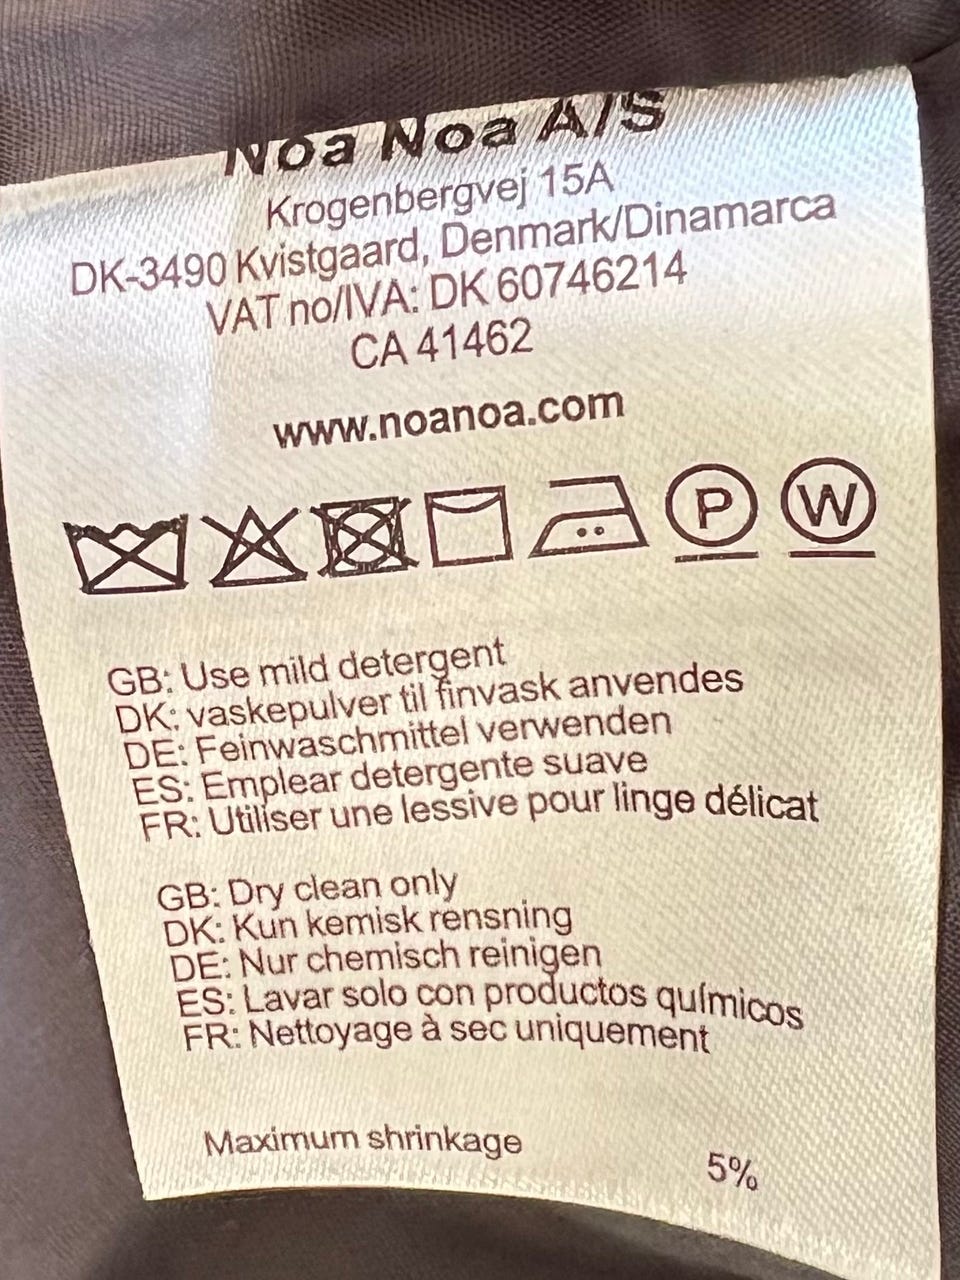 Noa Noa A/S
Krogenbergvej 15A
DK-3490 Kvistgaard, Denmark/Dinamarca
VAT no/IVA: DK 60746214
CA 41462
www.noanoa.com
P W
GB: Use mild detergent
DK: vaskepulver til finvask anvendes
DE: Feinwaschmittel verwenden
ES: Emplear detergente suave
FR: Utiliser une lessive pour linge délicat
GB: Dry clean only
DK: Kun kemisk rensning
DE: Nur chemisch reinigen
ES: Lavar solo con productos químicos
FR: Nettoyage à sec uniquement
Maximum shrinkage 5%